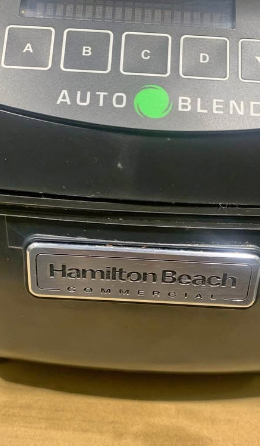 A B C D
AUTO BLEND
Hamilton Beach
COMMERCIAL